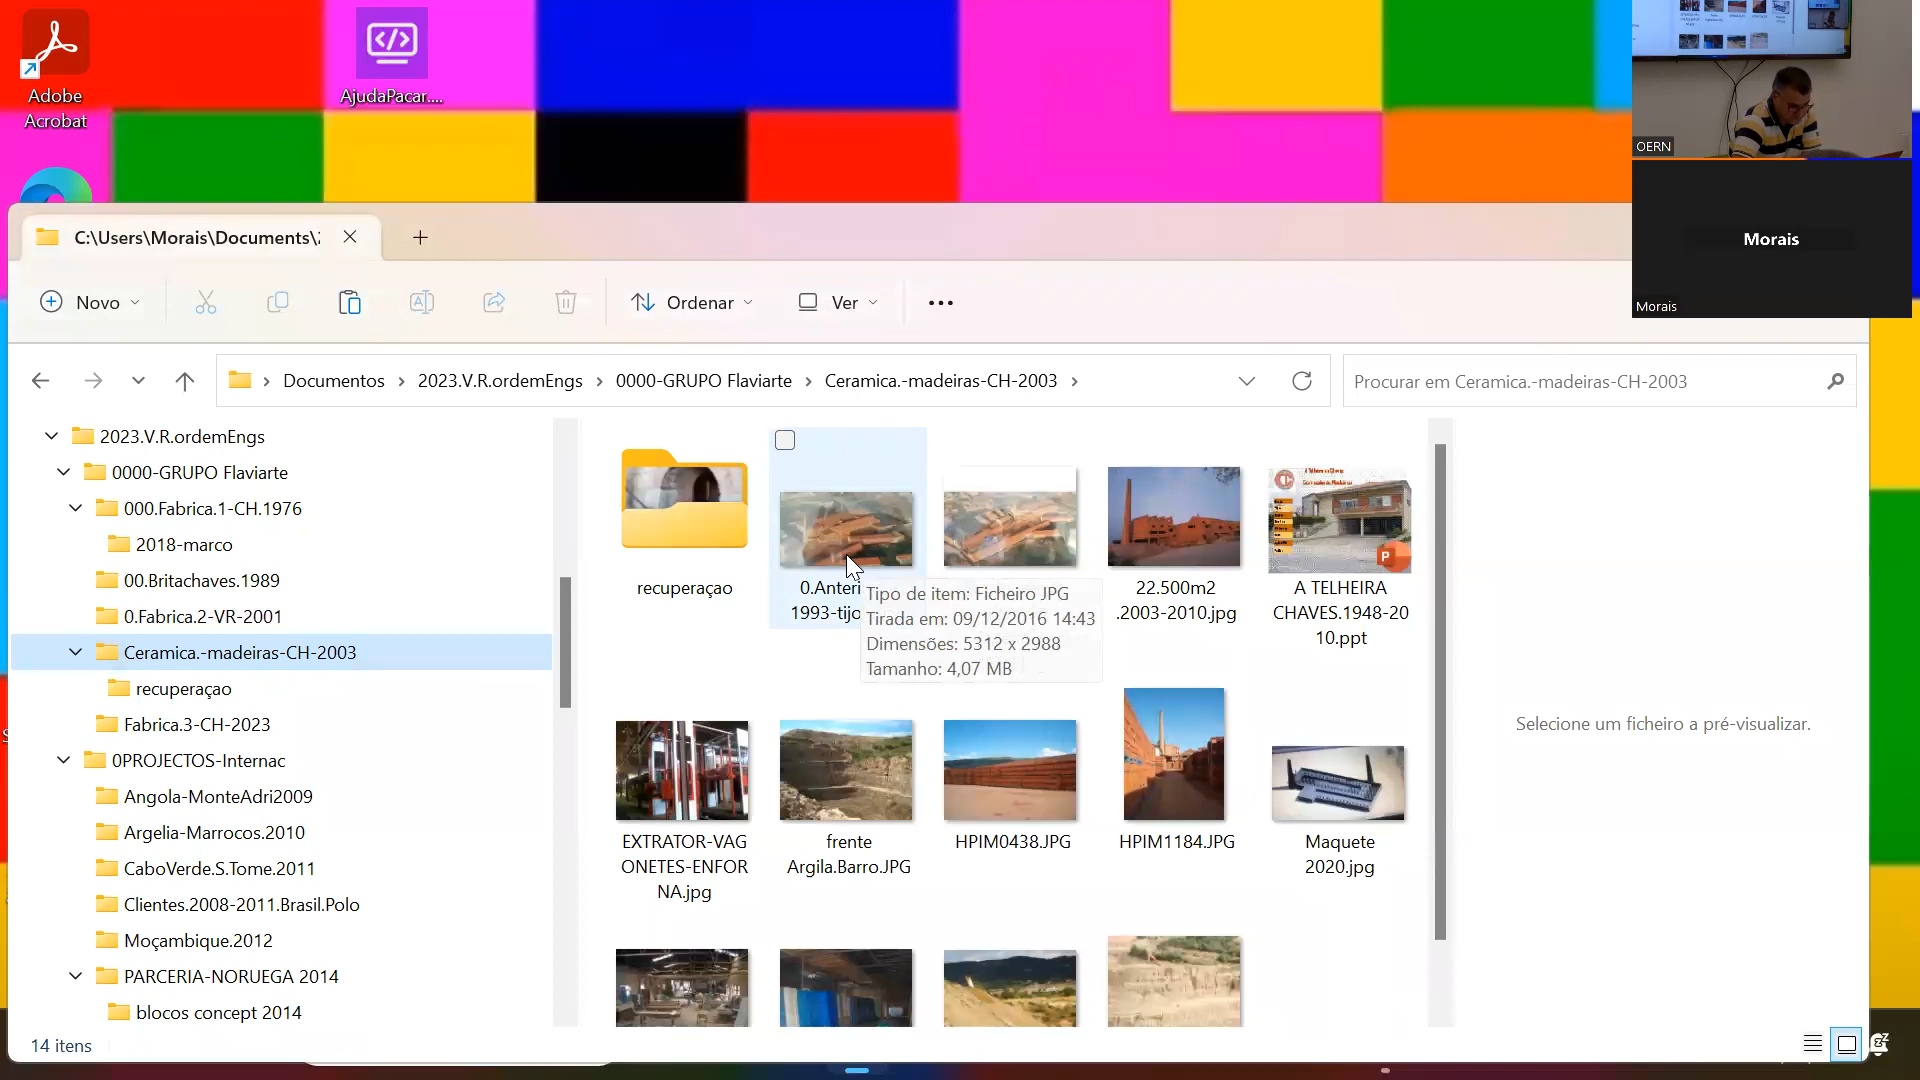 Adobe
Acrobat
AjudaPacar....
OERN
Morais
Morais
C:\Users\Morais\Documents\
Novo
Ordenar
Ver
Documentos
2023.V.R.ordemEngs
0000-GRUPO Flaviarte
Ceramica.-madeiras-CH-2003
Procurar em Ceramica.-madeiras-CH-2003
2023.V.R.ordemEngs
0000-GRUPO Flaviarte
000.Fabrica.1-CH.1976
2018-marco
00.Britachaves.1989
0.Fabrica.2-VR-2001
Ceramica.-madeiras-CH-2003
recuperaçao
Fabrica.3-CH-2023
0PROJECTOS-Internac
Angola-MonteAdri2009
Argelia-Marrocos.2010
CaboVerde.S.Tome.2011
Clientes.2008-2011.Brasil.Polo
Moçambique.2012
PARCERIA-NORUEGA 2014
blocos concept 2014
recuperaçao
0.Anteri
1993-tijo
22.500m2
.2003-2010.jpg
A TELHEIRA
CHAVES.1948-20
10.ppt
Tipo de item: Ficheiro JPG
Tirada em: 09/12/2016 14:43
Dimensões: 5312 x 2988
Tamanho: 4,07 MB
EXTRATOR-VAG
ONETES-ENFOR
NA.jpg
frente
Argila.Barro.JPG
HPIM0438.JPG
HPIM1184.JPG
Maquete
2020.jpg
Selecione um ficheiro a pré-visualizar.
14 itens